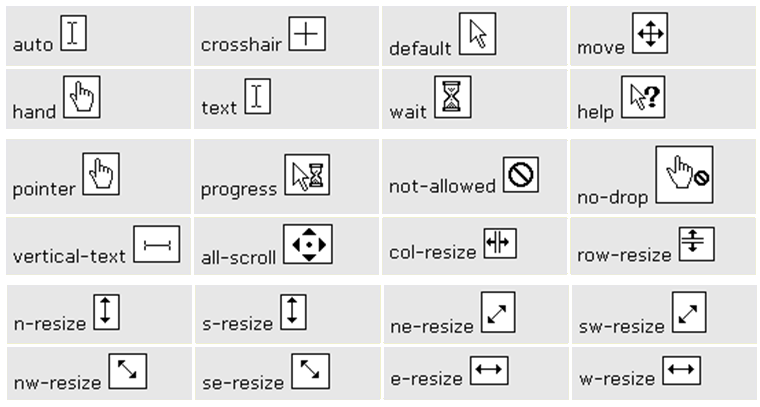 auto crosshair default move
hand text wait help
pointer progress not-allowed no-drop
vertical-text all-scroll col-resize row-resize
n-resize s-resize ne-resize sw-resize
nw-resize se-resize e-resize w-resize